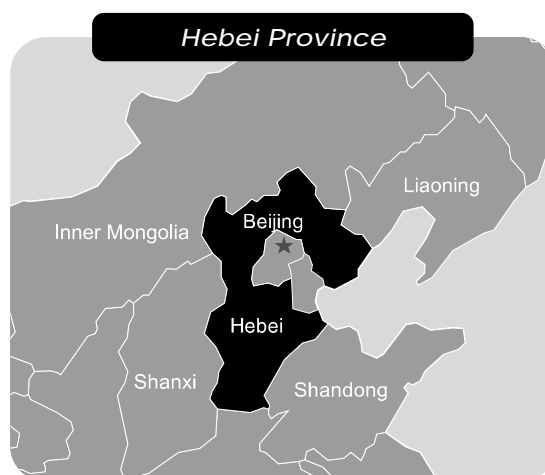 Hebei Province
Liaoning
Beijing
Inner Mongolia
Hebei
Shanxi
Shandong